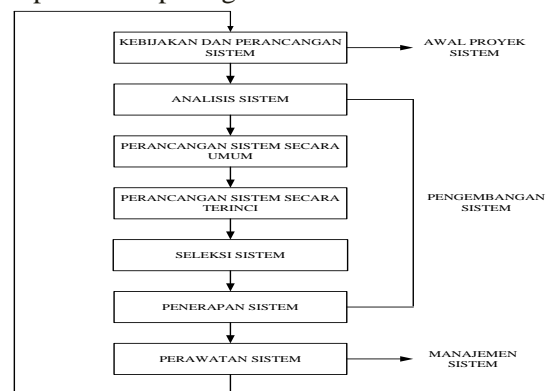 KEBIJAKAN DAN PERANCANGAN
SISTEM
AWAL PROYEK
SISTEM
ANALISIS SISTEM
PERANCANGAN SISTEM SECARA
UMUM
PERANCANGAN SISTEM SECARA
TERINCI
PENGEMBANGAN
SISTEM
SELEKSI SISTEM
PENERAPAN SISTEM
PERAWATAN SISTEM
MANAJEMEN
SISTEM